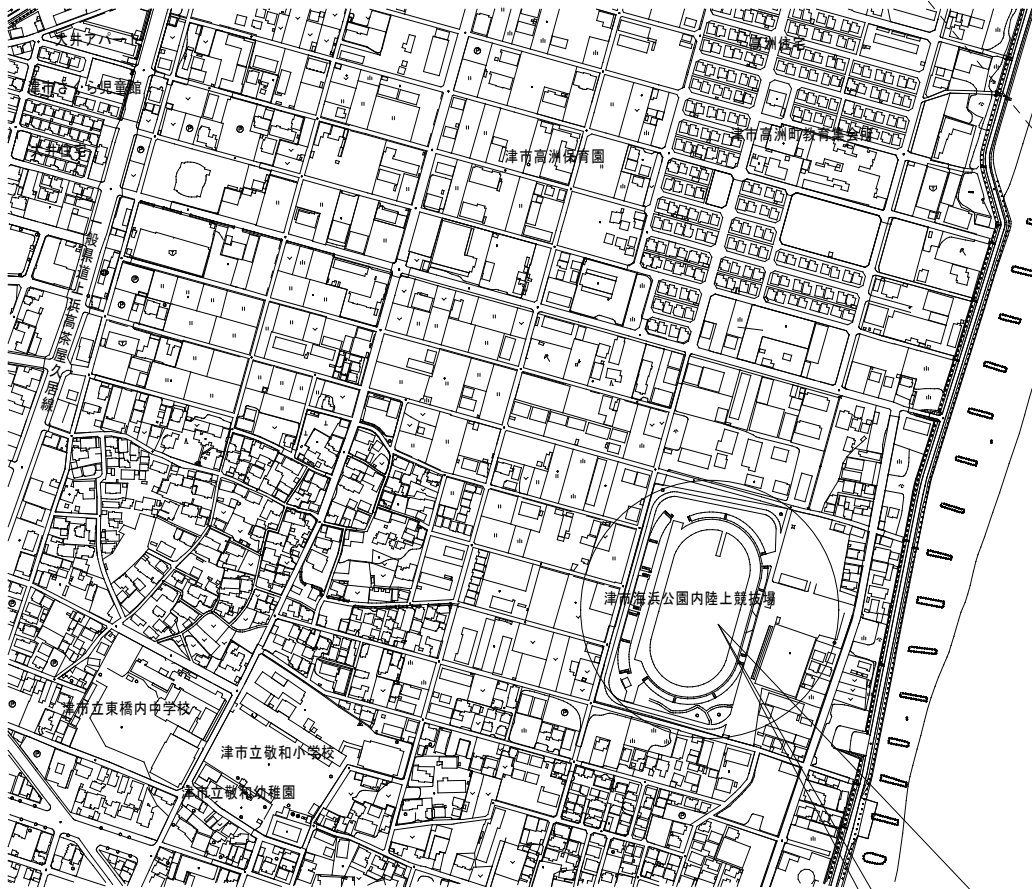 大井アパート
高洲住宅
津市さくら児童館
津市高洲町教育集会所
大井住宅
津市高洲保育園
一般県道上浜高茶屋久居線
津市海浜公園内陸上競技場
津市立東橋内中学校
津市立敬和小学校
津市立敬和幼稚園